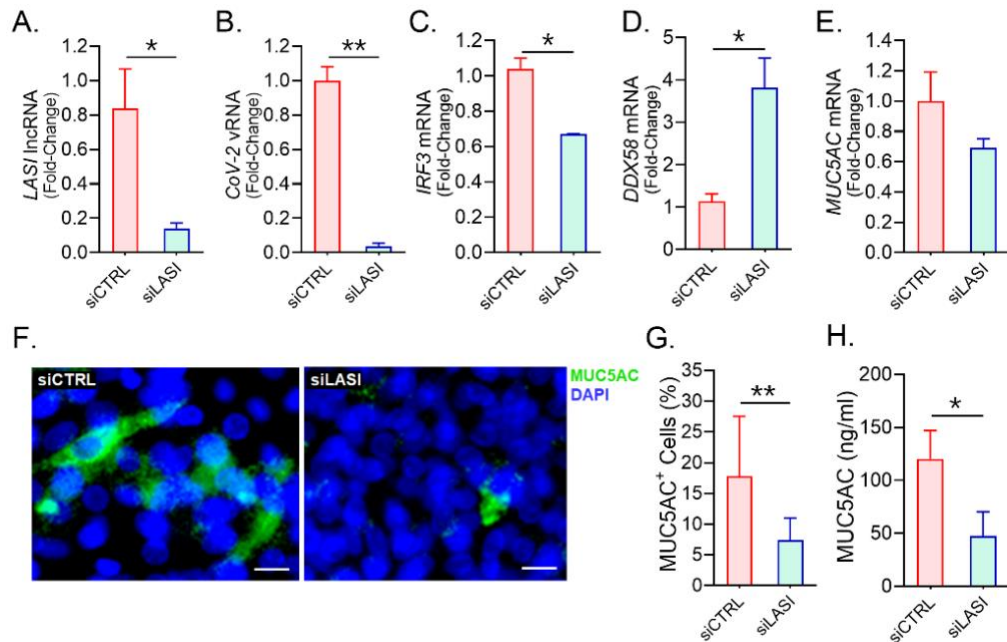 A.
LASI lncRNA
(Fold-Change)
1.2
1.0
0.8
0.6
0.4
0.2
0.0
*
siCTRL
siLASI
B.
CoV-2 vRNA
(Fold-Change)
1.2
1.0
0.8
0.6
0.4
0.2
0.0
**
siCTRL
siLASI
C.
IRF3 mRNA
(Fold-Change)
1.2
1.0
0.8
0.6
0.4
0.2
0.0
*
siCTRL
siLASI
D.
DDX58 mRNA
(Fold-Change)
5
4
3
2
1
0
*
siCTRL
siLASI
E.
MUC5AC mRNA
(Fold-Change)
1.4
1.2
1.0
0.8
0.6
0.4
0.2
0.0
siCTRL
siLASI
F.
siCTRL
siLASI
MUC5AC
DAPI
G.
MUC5AC+ Cells (%)
35
30
25
20
15
10
5
0
**
siCTRL
siLASI
H.
MUC5AC (ng/ml)
200
150
100
50
0
*
siCTRL
siLASI